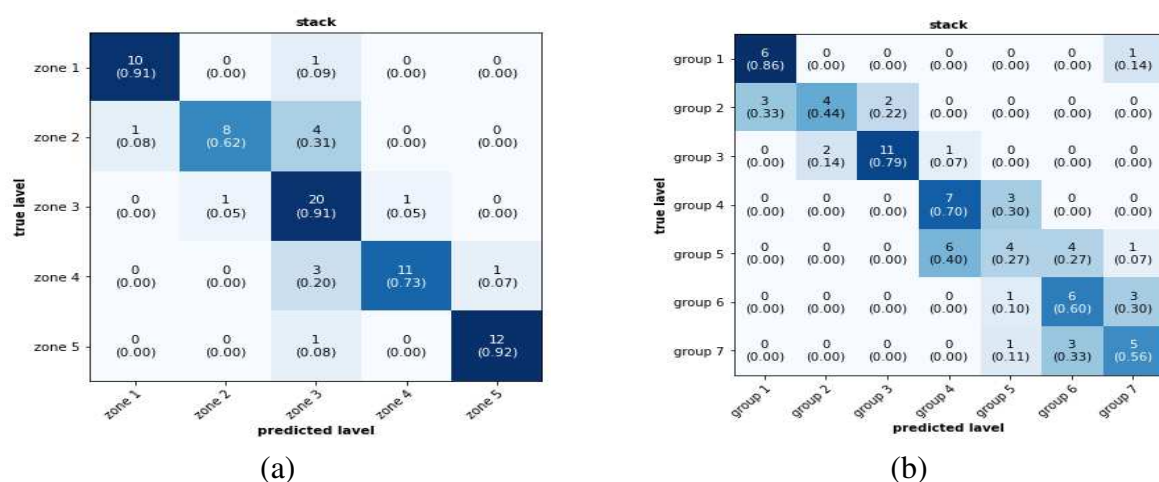 stack
zone 1 10 0 1 0 0
(0.91) (0.00) (0.09) (0.00) (0.00)
zone 2 1 8 4 0 0
(0.08) (0.62) (0.31) (0.00) (0.00)
zone 3 0 1 20 1 0
(0.00) (0.05) (0.91) (0.05) (0.00)
zone 4 0 0 3 11 1
(0.00) (0.00) (0.20) (0.73) (0.07)
zone 5 0 0 1 0 12
(0.00) (0.00) (0.08) (0.00) (0.92)
true lavel
zone 1 zone 2 zone 3 zone 4 zone 5
predicted lavel
(a)
stack
group 1 6 0 0 0 0 0 1
(0.86) (0.00) (0.00) (0.00) (0.00) (0.00) (0.14)
group 2 3 4 2 0 0 0 0
(0.33) (0.44) (0.22) (0.00) (0.00) (0.00) (0.00)
group 3 0 2 11 1 0 0 0
(0.00) (0.14) (0.79) (0.07) (0.00) (0.00) (0.00)
group 4 0 0 0 7 3 0 0
(0.00) (0.00) (0.00) (0.70) (0.30) (0.00) (0.00)
group 5 0 0 0 6 4 4 1
(0.00) (0.00) (0.00) (0.40) (0.27) (0.27) (0.07)
group 6 0 0 0 0 1 6 3
(0.00) (0.00) (0.00) (0.00) (0.10) (0.60) (0.30)
group 7 0 0 0 0 1 3 5
(0.00) (0.00) (0.00) (0.00) (0.11) (0.33) (0.56)
true lavel
group 1 group 2 group 3 group 4 group 5 group 6 group 7
predicted lavel
(b)